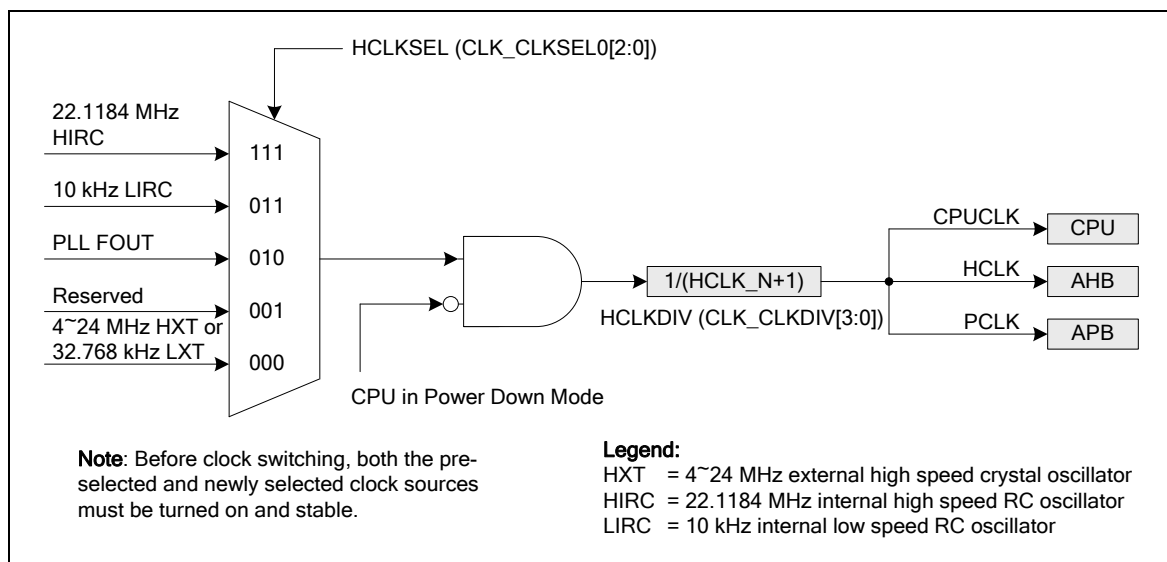 HCLKSEL (CLK_CLKSEL0[2:0])
22.1184 MHz
HIRC
111
10 kHz LIRC
011
PLL FOUT
010
Reserved
001
4~24 MHz HXT or
32.768 kHz LXT
000
CPU in Power Down Mode
1/(HCLK_N+1)
HCLKDIV (CLK_CLKDIV[3:0])
CPUCLK
CPU
HCLK
AHB
PCLK
APB
Note: Before clock switching, both the pre-
selected and newly selected clock sources
must be turned on and stable.
Legend:
HXT = 4~24 MHz external high speed crystal oscillator
HIRC = 22.1184 MHz internal high speed RC oscillator
LIRC = 10 kHz internal low speed RC oscillator